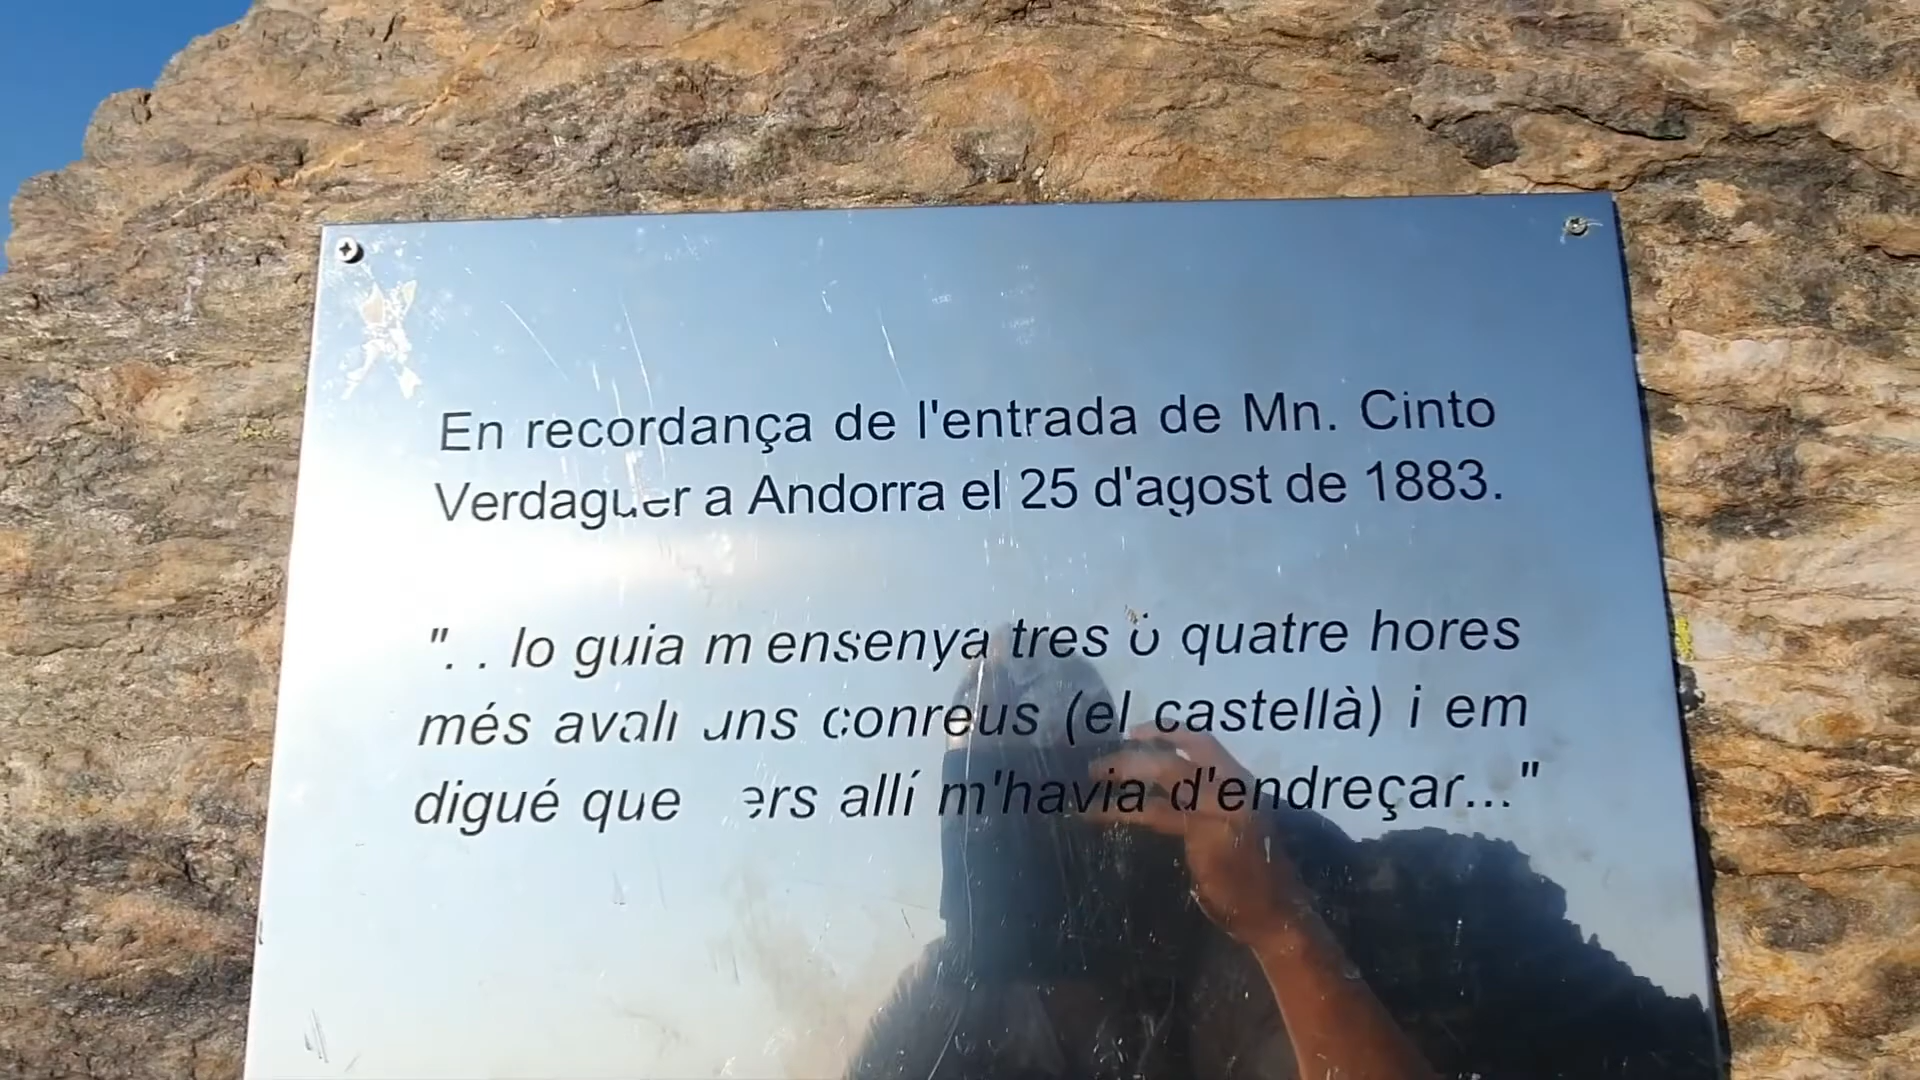 En recordança de l'entrada de Mn. Cinto
Verdaguer a Andorra el 25 d'agost de 1883.
". . lo guia m ensenya tres o quatre hores
més avall uns conreus (el castellà) i em
digué que ers allí m'havia d'endreçar..."